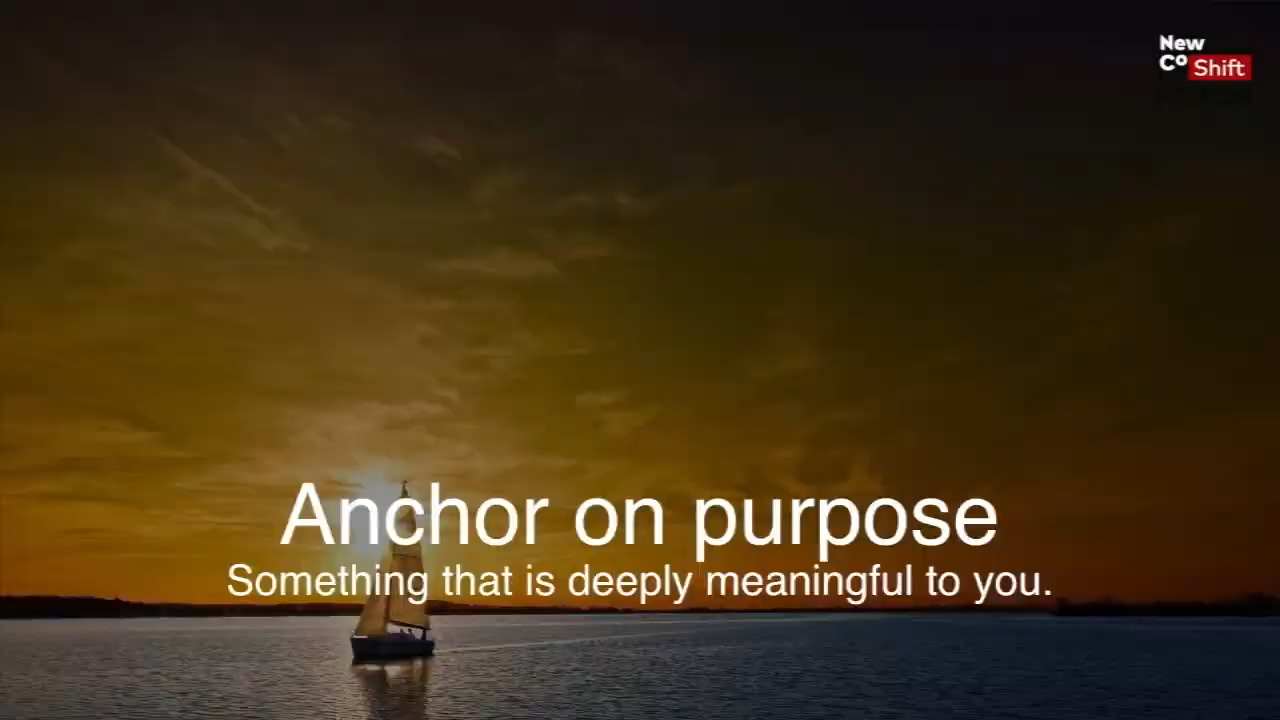 New
Co Shift
Anchor on purpose
Something that is deeply meaningful to you.